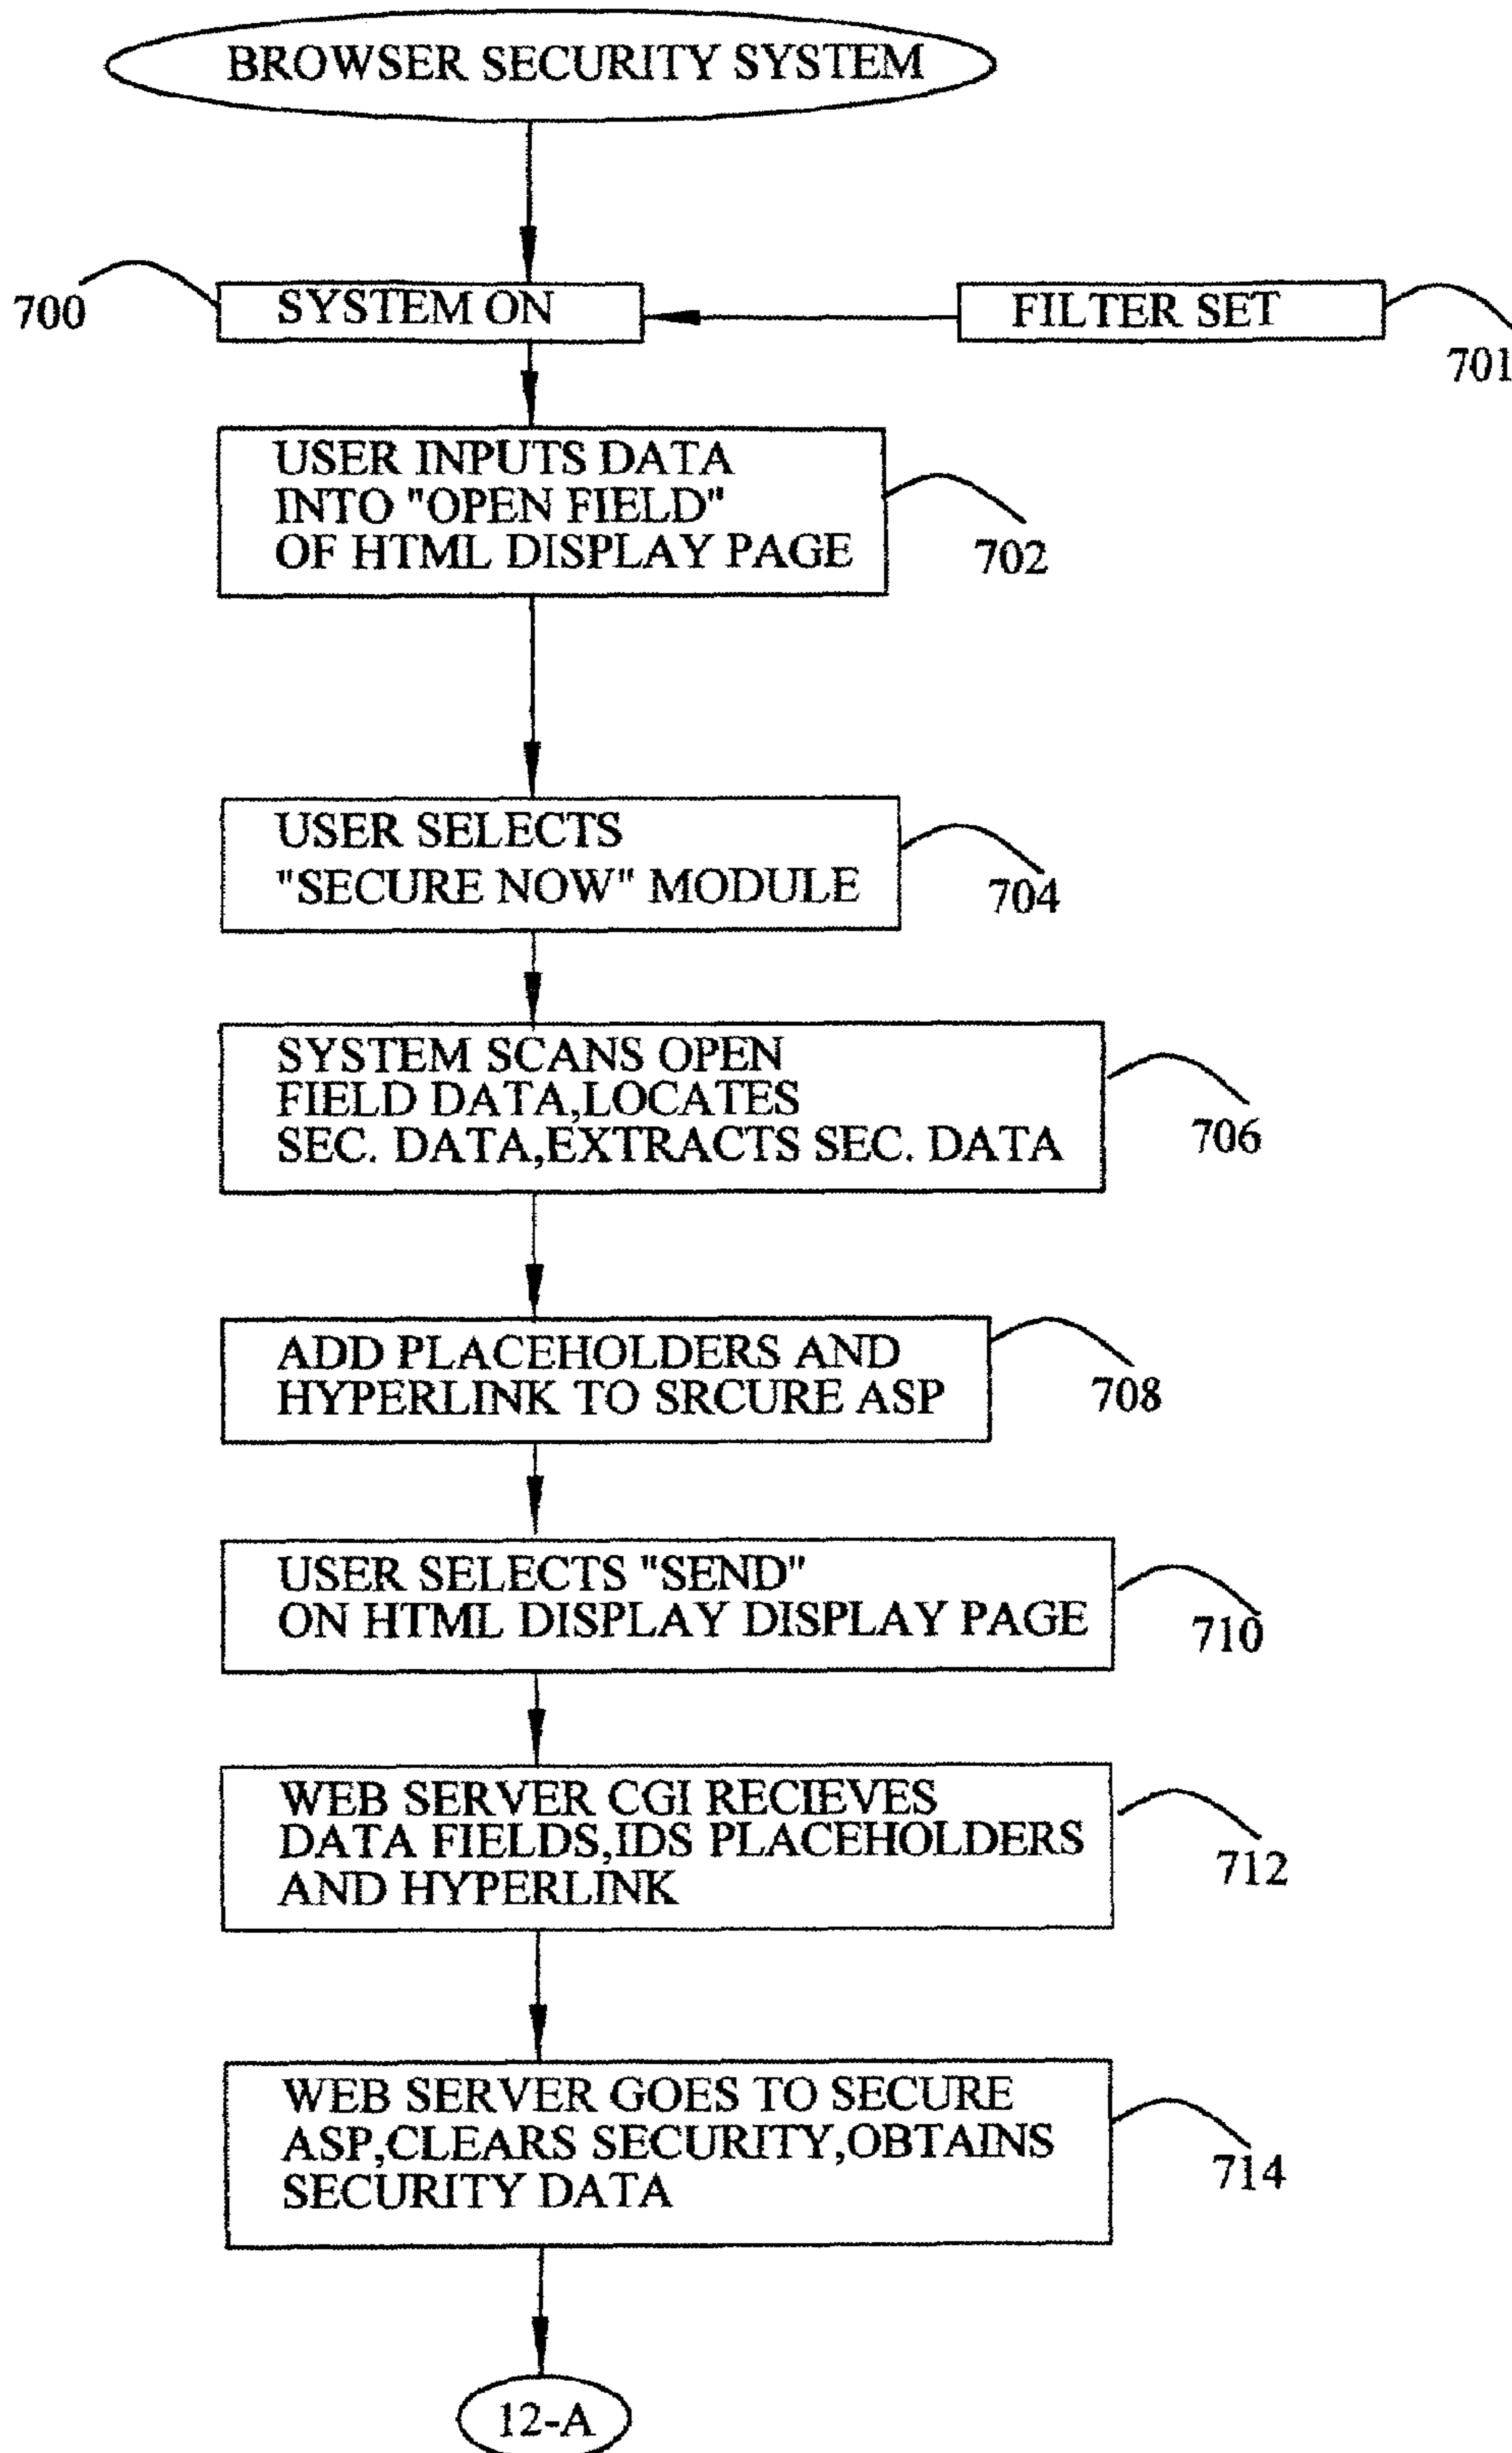 BROWSER SECURITY SYSTEM
700
SYSTEM ON
FILTER SET
701
USER INPUTS DATA
INTO "OPEN FIELD"
OF HTML DISPLAY PAGE
702
USER SELECTS
"SECURE NOW" MODULE
704
SYSTEM SCANS OPEN
FIELD DATA,LOCATES
SEC. DATA,EXTRACTS SEC. DATA
706
ADD PLACEHOLDERS AND
HYPERLINK TO SRCURE ASP
708
USER SELECTS "SEND"
ON HTML DISPLAY DISPLAY PAGE
710
WEB SERVER CGI RECIEVES
DATA FIELDS,IDS PLACEHOLDERS
AND HYPERLINK
712
WEB SERVER GOES TO SECURE
ASP,CLEARS SECURITY,OBTAINS
SECURITY DATA
714
12-A